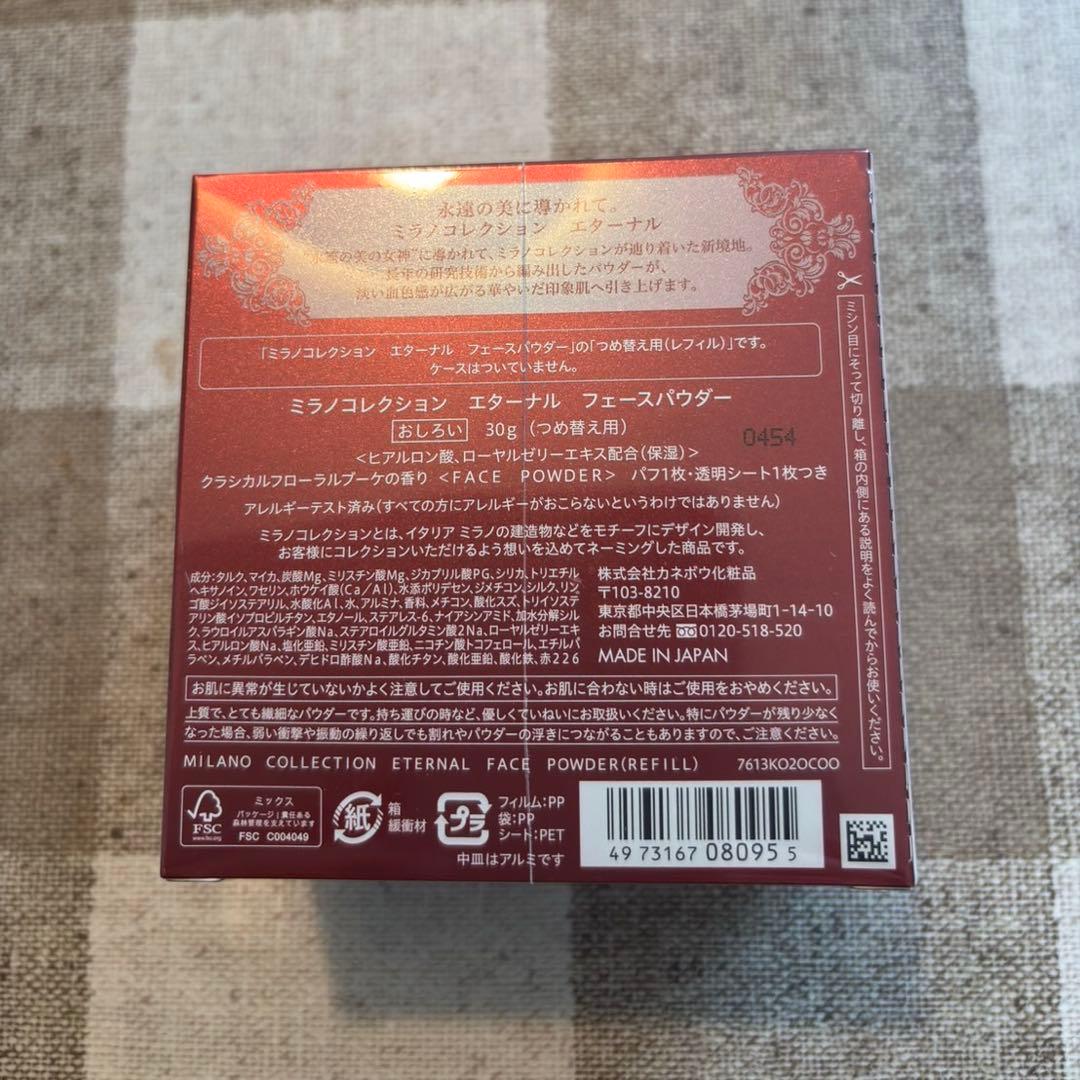 永遠の美に導かれて。
ミラノコレクション　エターナル
"永遠の美の女神"に導かれて、ミラノコレクションが辿り着いた新境地。
長年の研究技術から編み出したパウダーが、
淡い血色感が広がる華やいだ印象肌へ引き上げます。
「ミラノコレクション　エターナル　フェースパウダー」の「つめ替え用(レフィル)」です。
ケースはついていません。
ミラノコレクション　エターナル　フェースパウダー
おしろい　30g(つめ替え用)
0454
<ヒアルロン酸、ローヤルゼリーエキス配合(保湿)>
クラシカルフローラルブーケの香り <FACE POWDER> パフ1枚・透明シート1枚つき
アレルギーテスト済み(すべての方にアレルギーがおこらないというわけではありません)
ミラノコレクションとは、イタリア ミラノの建造物などをモチーフにデザイン開発し、
お客様にコレクションいただけるよう想いを込めてネーミングした商品です。
成分:タルク、マイカ、炭酸Mg、ミリスチン酸Mg、ジカプリル酸PG、シリカ、トリエチル
ヘキサノイン、ワセリン、ホウケイ酸(Ca/Al)、水添ポリデセン、ジメチコン、シルク、リン
ゴ酸ジイソステアリル、水酸化Al、水、アルミナ、香料、メチコン、酸化スズ、トリイソステ
アリン酸イソプロピルチタン、エタノール、ステアレス-6、ナイアシンアミド、加水分解シル
ク、ラウロイルアスパラギン酸Na、ステアロイルグルタミン酸2Na、ローヤルゼリーエキ
ス、ヒアルロン酸Na、塩化亜鉛、ミリスチン酸亜鉛、ニコチン酸トコフェロール、エチルパ
ラベン、メチルパラベン、デヒドロ酢酸Na、酸化チタン、酸化亜鉛、酸化鉄、赤226
株式会社カネボウ化粧品
〒103-8210
東京都中央区日本橋茅場町1-14-10
お問合せ先 0120-518-520
MADE IN JAPAN
お肌に異常が生じていないかよく注意してご使用ください。お肌に合わない時はご使用をおやめください。
上質で、とても繊細なパウダーです。持ち運びの時など、優しくていねいにお取扱いください。特にパウダーが残り少なく
なった場合、弱い衝撃や振動の繰り返しでも割れやパウダーの浮きにつながることもありますので、ご注意ください。
MILANO COLLECTION ETERNAL FACE POWDER(REFILL)　7613KO2OCOO
FSC
www.fsc.org
ミックス
パッケージ|責任ある
森林管理を支えています
FSC C004049
紙
箱
緩衝材
プラ
フィルム:PP
袋:PP
シート:PET
中皿はアルミです
4973167080955
ミシン目にそって切り離し、箱の内側にある説明をよく読んでからお使いください。